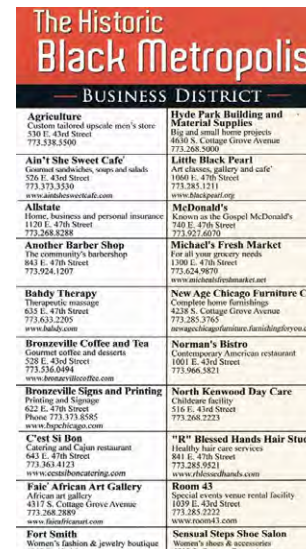 The Historic
Black Metropolis
BUSINESS DISTRICT
Agriculture
Custom tailored upscale men's store
530 E. 43rd Street
773.538.5500
Ain't She Sweet Cafe'
Gourmet sandwiches, soups and salads
526 E. 43rd Street
773.373.3530
www.aintshesweetcafe.com
Allstate
Home, business and personal insurance
1120 E. 47th Street
773.268.8288
Another Barber Shop
The community's barbershop
843 E. 47th Street
773.924.1207
Bahdy Therapy
Therapeutic massage
635 E. 47th Street
773.633.2205
www.bahdy.com
Bronzeville Coffee and Tea
Gourmet coffee and desserts
528 E. 43rd Street
773.536.0494
www.bronzevillecoffee.com
Bronzeville Signs and Printing
Printing and Signage
622 E. 47th Street
Phone 773.373.8585
www.bspchicago.com
C'est Si Bon
Catering and Cajun restaurant
643 E. 47th Street
773.363.4123
www.cestsiboncatering.com
Faie' African Art Gallery
African art gallery
4317 S. Cottage Grove Avenue
773.268.2889
www.faieafricanart.com
Fort Smith
Women's fashion & jewelry boutique
Hyde Park Building and
Material Supplies
Big and small home projects
4630 S. Cottage Grove Avenue
773.268.5000
Little Black Pearl
Art classes, gallery and cafe'
1060 E. 47th Street
773.285.1211
www.blackpearl.org
McDonald's
Known as the Gospel McDonald's
740 E. 47th Street
773.927.6070
Michael's Fresh Market
For all your grocery needs
1300 E. 47th Street
773.624.9870
www.michaelsfreshmarket.net
New Age Chicago Furniture C
Complete home furnishings
4238 S. Cottage Grove Avenue
773.285.3765
newagechicagofurniture.furnishingforyou.c
Norman's Bistro
Contemporary American restaurant
1001 E. 43rd Street
773.966.5821
North Kenwood Day Care
Childcare facility
516 E. 43rd Street
773.268.2223
"R" Blessed Hands Hair Stud
Healthy hair care services
841 E. 47th Street
773.285.9521
www.rblessedhands.com
Room 43
Special events venue rental facility
1039 E. 43rd Street
773.285.2222
www.room43.com
Sensual Steps Shoe Salon
Women's shoes & accessories